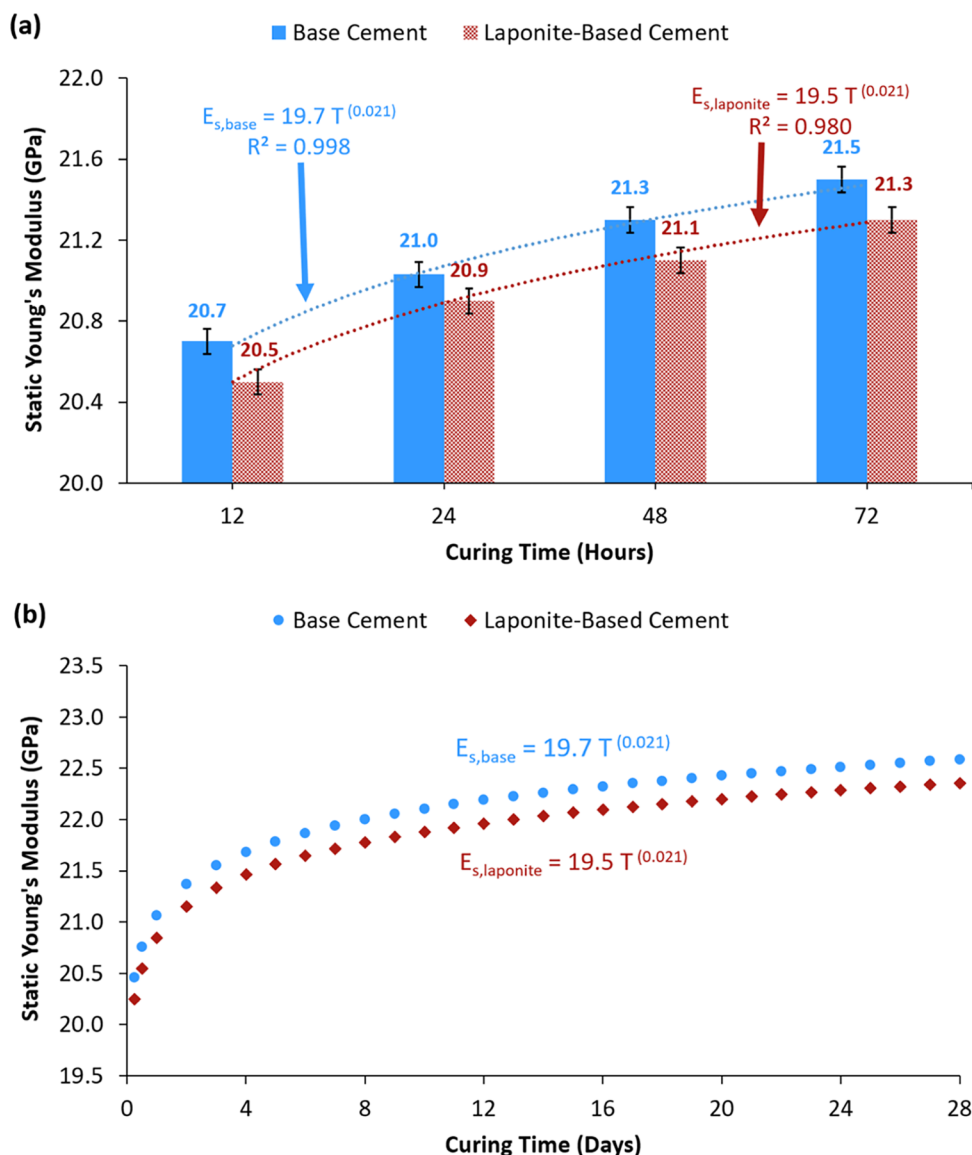 (a)
Base Cement Laponite-Based Cement
Static Young's Modulus (GPa)
22.0
21.6
21.2
20.8
20.4
20.0
E s,base = 19.7 T (0.021)
R² = 0.998
E s,laponite = 19.5 T (0.021)
R² = 0.980
20.7
20.5
21.0
20.9
21.3
21.1
21.5
21.3
12 24 48 72
Curing Time (Hours)
(b)
Base Cement Laponite-Based Cement
Static Young's Modulus (GPa)
23.5
23.0
22.5
22.0
21.5
21.0
20.5
20.0
19.5
E s,base = 19.7 T (0.021)
E s,laponite = 19.5 T (0.021)
0 4 8 12 16 20 24 28
Curing Time (Days)